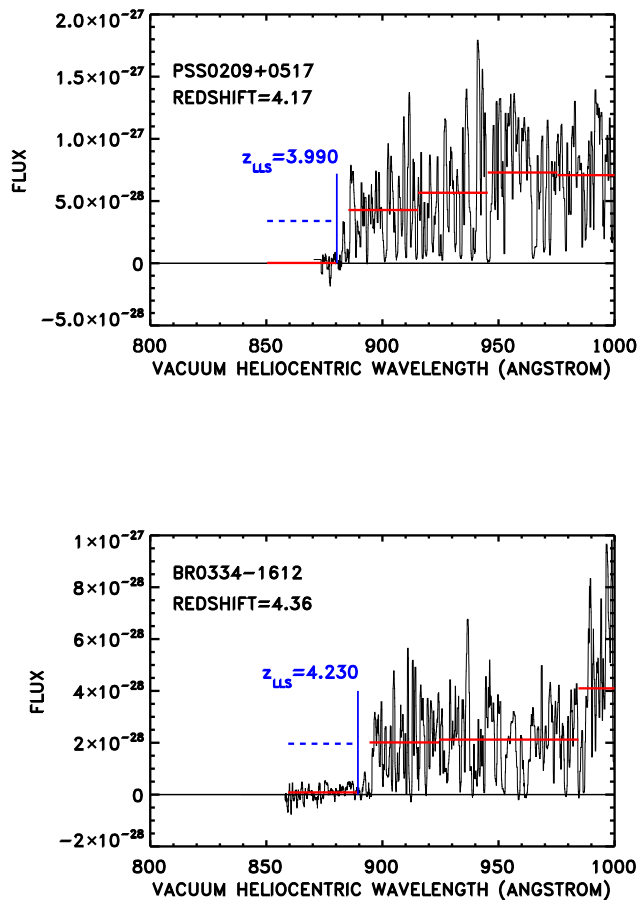 2.0×10⁻²⁷
1.5×10⁻²⁷
1.0×10⁻²⁷
5.0×10⁻²⁸
0
−5.0×10⁻²⁸
FLUX
PSS0209+0517
REDSHIFT=4.17
z_LLS=3.990
800 850 900 950 1000
VACUUM HELIOCENTRIC WAVELENGTH (ANGSTROM)
1×10⁻²⁷
8×10⁻²⁸
6×10⁻²⁸
4×10⁻²⁸
2×10⁻²⁸
0
−2×10⁻²⁸
FLUX
BR0334−1612
REDSHIFT=4.36
z_LLS=4.230
800 850 900 950 1000
VACUUM HELIOCENTRIC WAVELENGTH (ANGSTROM)